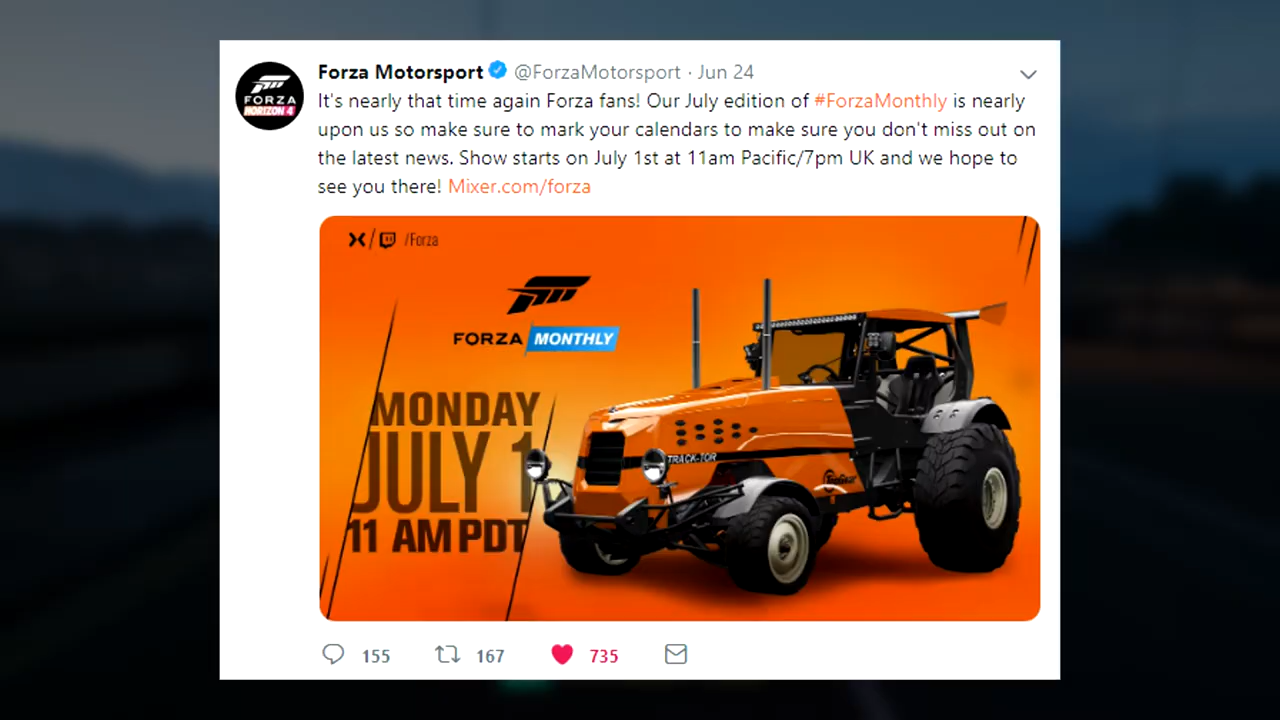 Forza Motorsport @ForzaMotorsport · Jun 24
FORZA
HORIZON 4
It's nearly that time again Forza fans! Our July edition of #ForzaMonthly is nearly
upon us so make sure to mark your calendars to make sure you don't miss out on
the latest news. Show starts on July 1st at 11am Pacific/7pm UK and we hope to
see you there! Mixer.com/forza
/Forza
FORZA MONTHLY
MONDAY
JULY 1
11 AM PDT
TRACK-TOR
TopGear
155 167 735